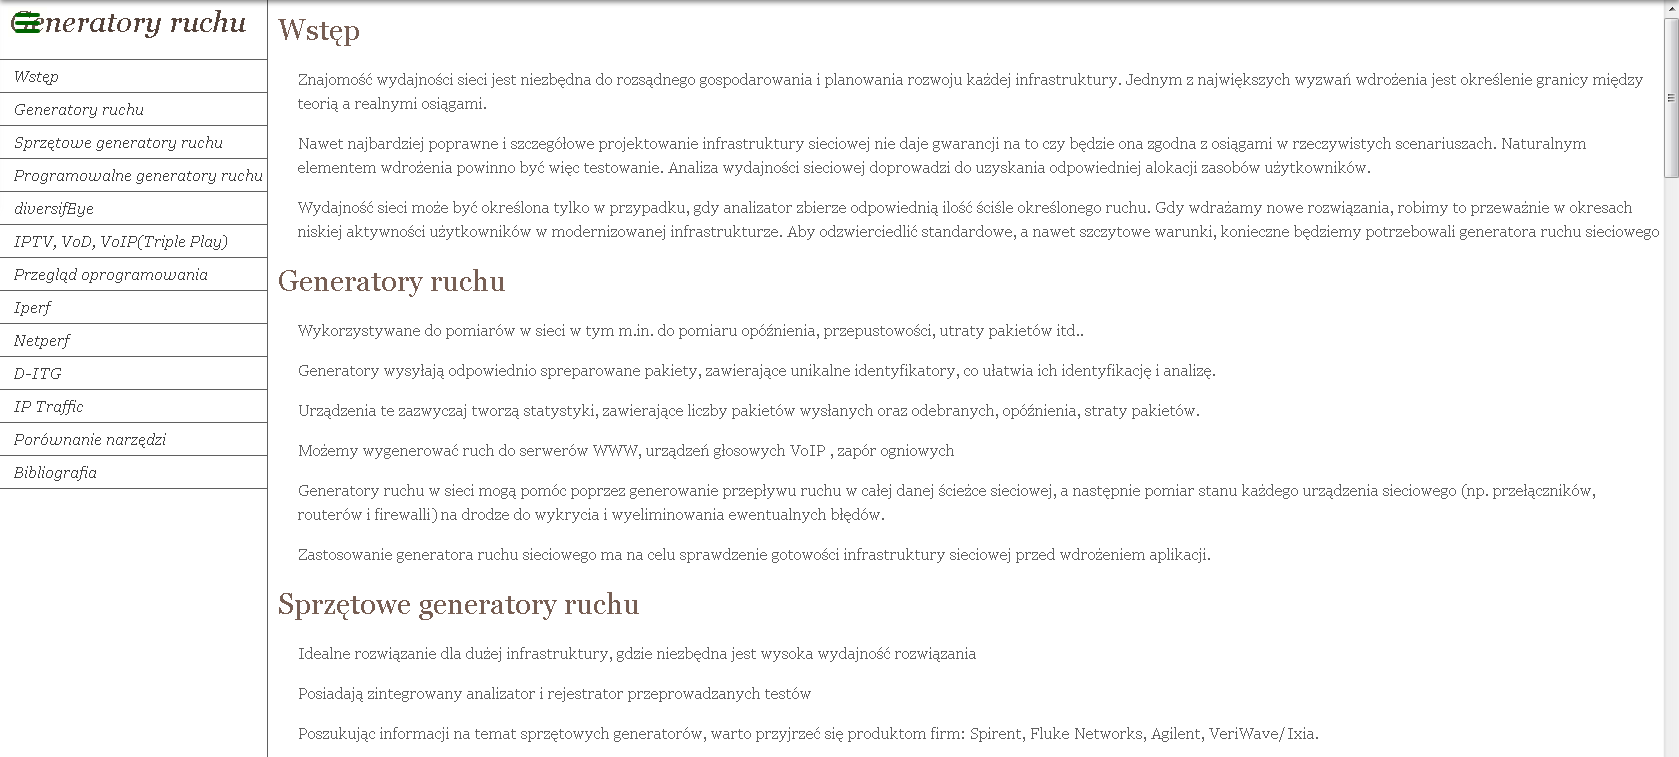 Generatory ruchu
Wstęp
Generatory ruchu
Sprzętowe generatory ruchu
Programowalne generatory ruchu
diversifEye
IPTV, VoD, VoIP(Triple Play)
Przegląd oprogramowania
Iperf
Netperf
D-ITG
IP Traffic
Porównanie narzędzi
Bibliografia
Wstęp
Znajomość wydajności sieci jest niezbędna do rozsądnego gospodarowania i planowania rozwoju każdej infrastruktury. Jednym z największych wyzwań wdrożenia jest określenie granicy między
teorią a realnymi osiągami.
Nawet najbardziej poprawne i szczegółowe projektowanie infrastruktury sieciowej nie daje gwarancji na to czy będzie ona zgodna z osiągami w rzeczywistych scenariuszach. Naturalnym
elementem wdrożenia powinno być więc testowanie. Analiza wydajności sieciowej doprowadzi do uzyskania odpowiedniej alokacji zasobów użytkowników.
Wydajność sieci może być określona tylko w przypadku, gdy analizator zbierze odpowiednią ilość ściśle określonego ruchu. Gdy wdrażamy nowe rozwiązania, robimy to przeważnie w okresach
niskiej aktywności użytkowników w modernizowanej infrastrukturze. Aby odzwierciedlić standardowe, a nawet szczytowe warunki, konieczne będziemy potrzebowali generatora ruchu sieciowego
Generatory ruchu
Wykorzystywane do pomiarów w sieci w tym m.in. do pomiaru opóźnienia, przepustowości, utraty pakietów itd..
Generatory wysyłają odpowiednio spreparowane pakiety, zawierające unikalne identyfikatory, co ułatwia ich identyfikację i analizę.
Urządzenia te zazwyczaj tworzą statystyki, zawierające liczby pakietów wysłanych oraz odebranych, opóźnienia, straty pakietów.
Możemy wygenerować ruch do serwerów WWW, urządzeń głosowych VoIP , zapór ogniowych
Generatory ruchu w sieci mogą pomóc poprzez generowanie przepływu ruchu w całej danej ścieżce sieciowej, a następnie pomiar stanu każdego urządzenia sieciowego (np. przełączników,
routerów i firewalli) na drodze do wykrycia i wyeliminowania ewentualnych błędów.
Zastosowanie generatora ruchu sieciowego ma na celu sprawdzenie gotowości infrastruktury sieciowej przed wdrożeniem aplikacji.
Sprzętowe generatory ruchu
Idealne rozwiązanie dla dużej infrastruktury, gdzie niezbędna jest wysoka wydajność rozwiązania
Posiadają zintegrowany analizator i rejestrator przeprowadzanych testów
Poszukując informacji na temat sprzętowych generatorów, warto przyjrzeć się produktom firm: Spirent, Fluke Networks, Agilent, VeriWave/Ixia.